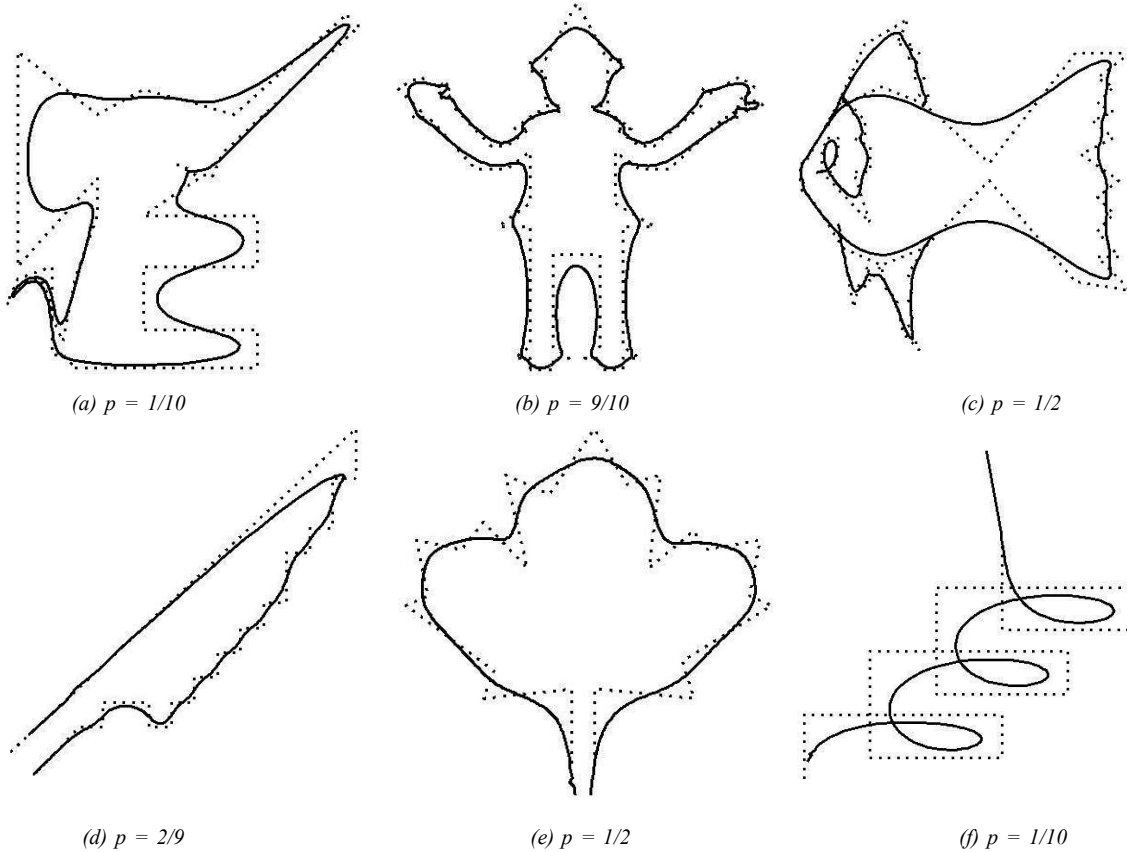 (a) p = 1/10
(b) p = 9/10
(c) p = 1/2
(d) p = 2/9
(e) p = 1/2
(f) p = 1/10